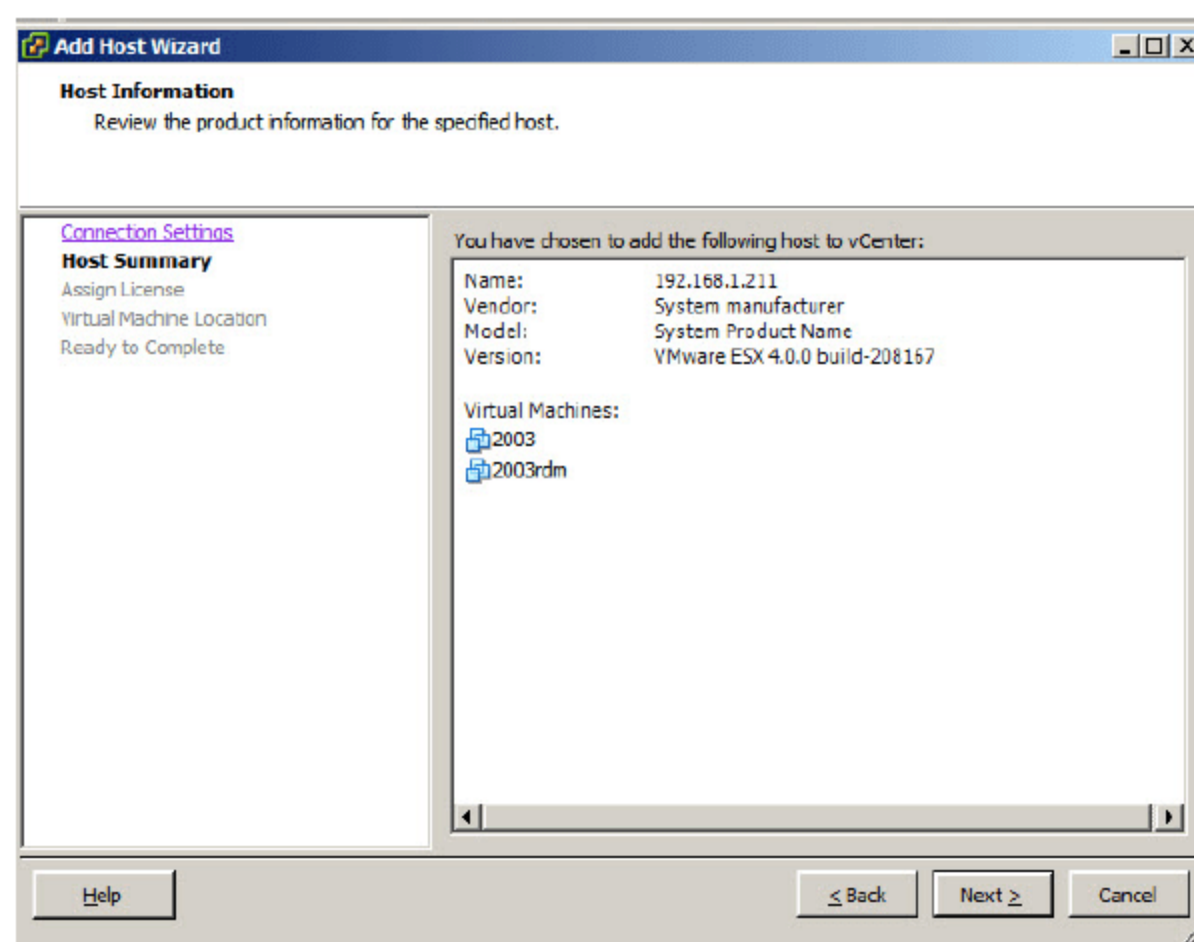 Add Host Wizard
Host Information
Review the product information for the specified host.
Connection Settings
Host Summary
Assign License
Virtual Machine Location
Ready to Complete
You have chosen to add the following host to vCenter:
Name: 192.168.1.211
Vendor: System manufacturer
Model: System Product Name
Version: VMware ESX 4.0.0 build-208167
Virtual Machines:
2003
2003rdm
Help
< Back
Next >
Cancel